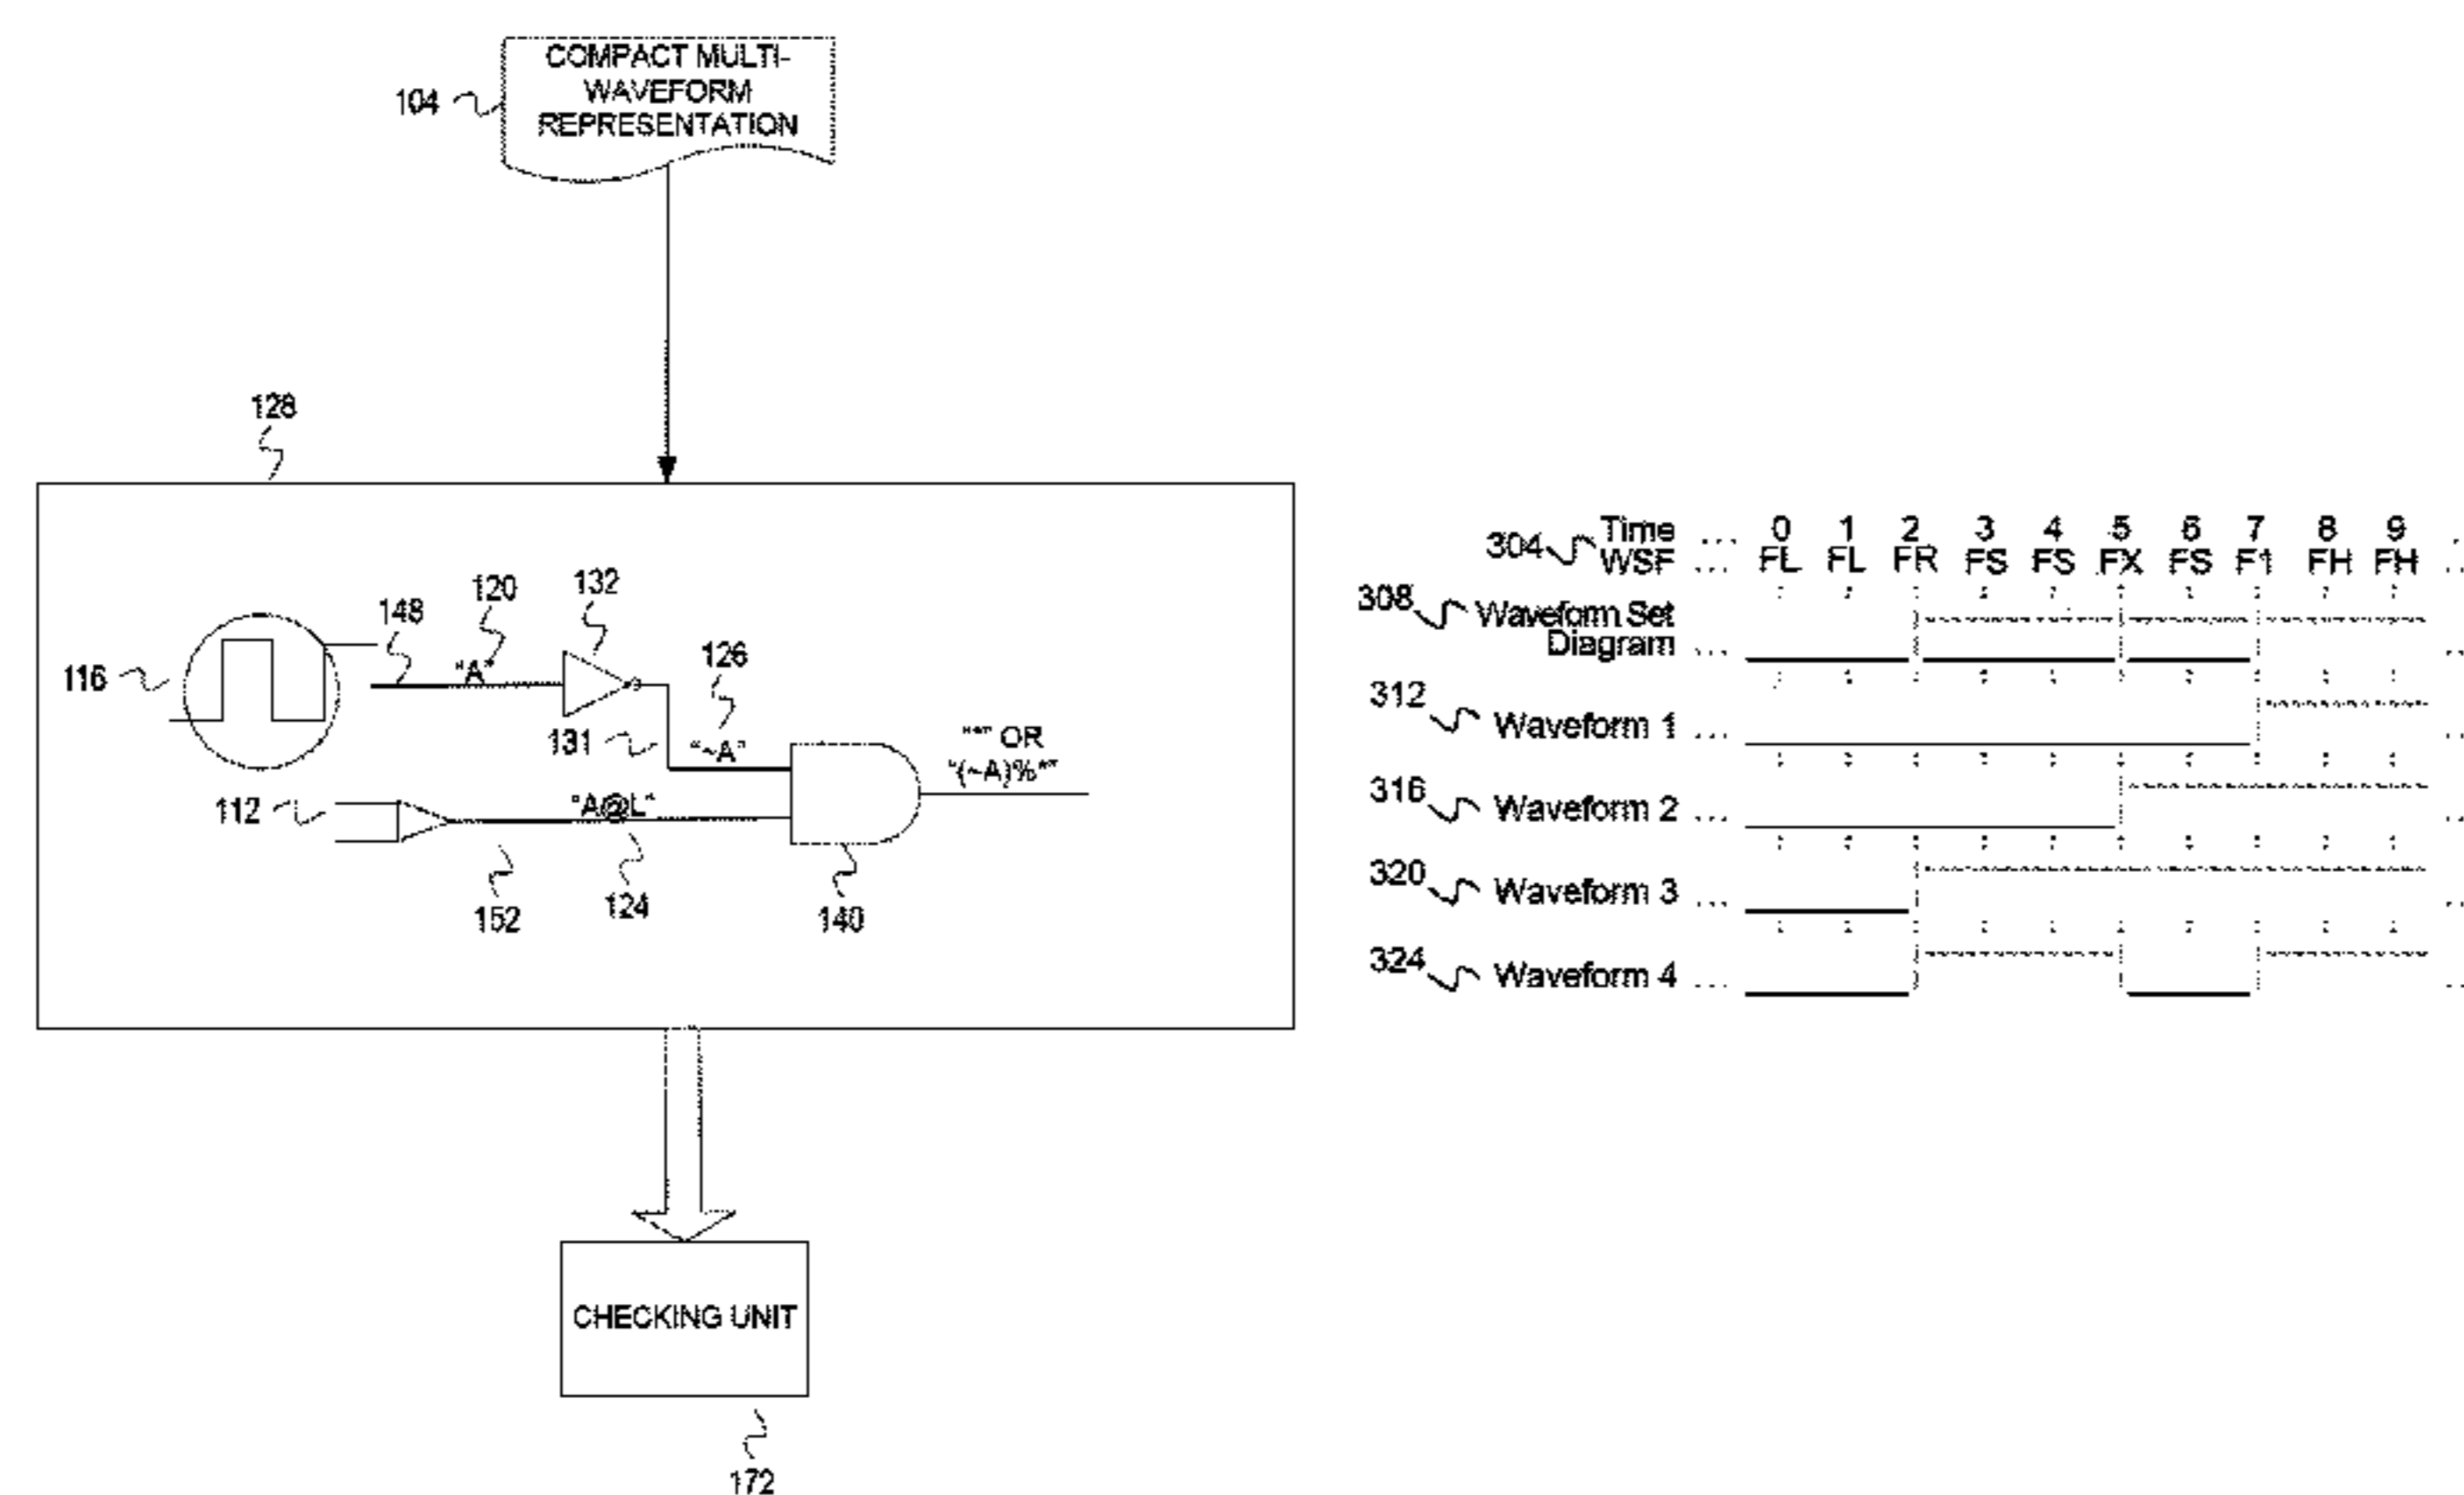 COMPACT MULTI-
WAVEFORM
REPRESENTATION
104
128
116
148
120
"A"
132
131
126
"~A"
"*" OR
"(~A)%*"
112
"A@L"
152
124
140
CHECKING UNIT
172
304 Time ... 0 1 2 3 4 5 6 7 8 9
WSF ... FL FL FR FS FS FX FS F1 FH FH
308 Waveform Set
Diagram ...
312 Waveform 1 ...
316 Waveform 2 ...
320 Waveform 3 ...
324 Waveform 4 ...